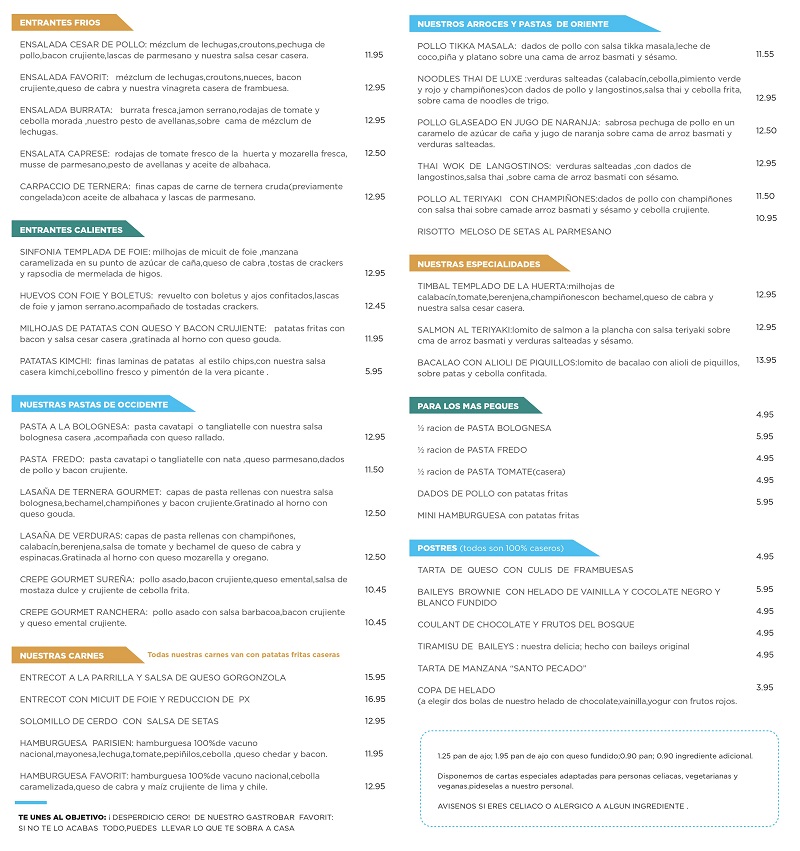 ENTRANTES FRIOS
ENSALADA CESAR DE POLLO: mézclum de lechugas,croutons,pechuga de
pollo,bacon crujiente,lascas de parmesano y nuestra salsa cesar casera. 11.95
ENSALADA FAVORIT: mézclum de lechugas,croutons,nueces, bacon
crujiente,queso de cabra y nuestra vinagreta casera de frambuesa. 12.95
ENSALADA BURRATA: burrata fresca,jamon serrano,rodajas de tomate y
cebolla morada ,nuestro pesto de avellanas,sobre cama de mézclum de 12.95
lechugas.
ENSALATA CAPRESE: rodajas de tomate fresco de la huerta y mozarella fresca, 12.50
musse de parmesano,pesto de avellanas y aceite de albahaca.
CARPACCIO DE TERNERA: finas capas de carne de ternera cruda(previamente
congelada)con aceite de albahaca y lascas de parmesano. 12.95
ENTRANTES CALIENTES
SINFONIA TEMPLADA DE FOIE: milhojas de micuit de foie ,manzana
caramelizada en su punto de azúcar de caña,queso de cabra ,tostas de crackers
y rapsodia de mermelada de higos. 12.95
HUEVOS CON FOIE Y BOLETUS: revuelto con boletus y ajos confitados,lascas
de foie y jamon serrano.acompañado de tostadas crackers. 12.45
MILHOJAS DE PATATAS CON QUESO Y BACON CRUJIENTE: patatas fritas con
bacon y salsa cesar casera ,gratinada al horno con queso gouda. 11.95
PATATAS KIMCHI: finas laminas de patatas al estilo chips,con nuestra salsa
casera kimchi,cebollino fresco y pimentón de la vera picante . 5.95
NUESTRAS PASTAS DE OCCIDENTE
PASTA A LA BOLOGNESA: pasta cavatapi o tangliatelle con nuestra salsa
bolognesa casera ,acompañada con queso rallado. 12.95
PASTA FREDO: pasta cavatapi o tangliatelle con nata ,queso parmesano,dados
de pollo y bacon crujiente. 11.50
LASAÑA DE TERNERA GOURMET: capas de pasta rellenas con nuestra salsa
bolognesa,bechamel,champiñones y bacon crujiente.Gratinado al horno con
queso gouda. 12.50
LASAÑA DE VERDURAS: capas de pasta rellenas con champiñones,
calabacín,berenjena,salsa de tomate y bechamel de queso de cabra y
espinacas.Gratinada al horno con queso mozarella y oregano. 12.50
CREPE GOURMET SUREÑA: pollo asado,bacon crujiente,queso emental,salsa de
mostaza dulce y crujiente de cebolla frita. 10.45
CREPE GOURMET RANCHERA: pollo asado con salsa barbacoa,bacon crujiente
y queso emental crujiente. 10.45
NUESTRAS CARNES Todas nuestras carnes van con patatas fritas caseras
ENTRECOT A LA PARRILLA Y SALSA DE QUESO GORGONZOLA 15.95
ENTRECOT CON MICUIT DE FOIE Y REDUCCION DE PX 16.95
SOLOMILLO DE CERDO CON SALSA DE SETAS 12.95
HAMBURGUESA PARISIEN: hamburguesa 100%de vacuno
nacional,mayonesa,lechuga,tomate,pepiñilos,cebolla ,queso chedar y bacon. 11.95
HAMBURGUESA FAVORIT: hamburguesa 100%de vacuno nacional,cebolla
caramelizada,queso de cabra y maiz crujiente de lima y chile. 12.95
TE UNES AL OBJETIVO: ¡ DESPERDICIO CERO! DE NUESTRO GASTROBAR FAVORIT:
SI NO TE LO ACABAS TODO,PUEDES LLEVAR LO QUE TE SOBRA A CASA
NUESTROS ARROCES Y PASTAS DE ORIENTE
POLLO TIKKA MASALA: dados de pollo con salsa tikka masala,leche de
coco,piña y platano sobre una cama de arroz basmati y sésamo. 11.55
NOODLES THAI DE LUXE :verduras salteadas (calabacín,cebolla,pimiento verde
y rojo y champiñones)con dados de pollo y langostinos,salsa thai y cebolla frita,
sobre cama de noodles de trigo. 12.95
POLLO GLASEADO EN JUGO DE NARANJA: sabrosa pechuga de pollo en un
caramelo de azúcar de caña y jugo de naranja sobre cama de arroz basmati y 12.50
verduras salteadas.
THAI WOK DE LANGOSTINOS: verduras salteadas ,con dados de 12.95
langostinos,salsa thai ,sobre cama de arroz basmati con sésamo.
POLLO AL TERIYAKI CON CHAMPIÑONES:dados de pollo con champiñones 11.50
con salsa thai sobre camade arroz basmati y sésamo y cebolla crujiente.
10.95
RISOTTO MELOSO DE SETAS AL PARMESANO
NUESTRAS ESPECIALIDADES
TIMBAL TEMPLADO DE LA HUERTA:milhojas de
calabacín,tomate,berenjena,champiñonescon bechamel,queso de cabra y 12.95
nuestra salsa cesar casera.
SALMON AL TERIYAKI:lomito de salmon a la plancha con salsa teriyaki sobre 12.95
cma de arroz basmati y verduras salteadas y sésamo.
BACALAO CON ALIOLI DE PIQUILLOS:lomito de bacalao con alioli de piquillos, 13.95
sobre patas y cebolla confitada.
PARA LOS MAS PEQUES
4.95
½ racion de PASTA BOLOGNESA
5.95
½ racion de PASTA FREDO
4.95
½ racion de PASTA TOMATE(casera)
4.95
DADOS DE POLLO con patatas fritas
5.95
MINI HAMBURGUESA con patatas fritas
POSTRES (todos son 100% caseros)
4.95
TARTA DE QUESO CON CULIS DE FRAMBUESAS
BAILEYS BROWNIE CON HELADO DE VAINILLA Y COCOLATE NEGRO Y 5.95
BLANCO FUNDIDO
4.95
COULANT DE CHOCOLATE Y FRUTOS DEL BOSQUE
4.95
TIRAMISU DE BAILEYS : nuestra delicia; hecho con baileys original
4.95
TARTA DE MANZANA “SANTO PECADO”
COPA DE HELADO 3.95
(a elegir dos bolas de nuestro helado de chocolate,vainilla,yogur con frutos rojos.
1.25 pan de ajo; 1.95 pan de ajo con queso fundido;0.90 pan; 0.90 ingrediente adicional.
Disponemos de cartas especiales adaptadas para personas celiacas, vegetarianas y
veganas.pideselas a nuestro personal.
AVISENOS SI ERES CELIACO O ALERGICO A ALGUN INGREDIENTE .